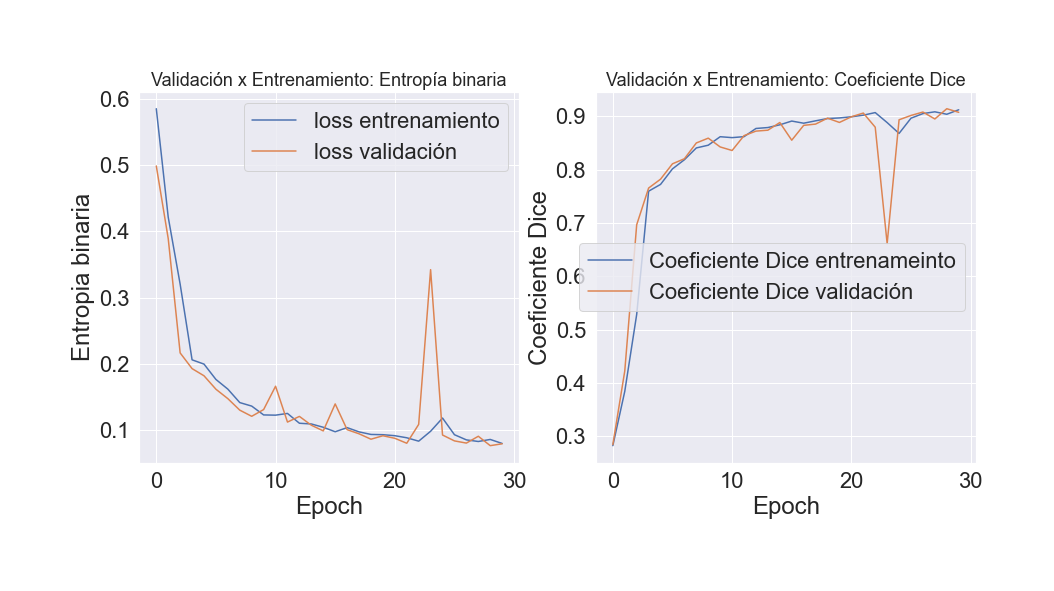 Validación x Entrenamiento: Entropía binaria
0.6
0.5
0.4
0.3
0.2
0.1
Entropia binaria
loss entrenamiento
loss validación
0
10
20
30
Epoch
Validación x Entrenamiento: Coeficiente Dice
0.9
0.8
0.7
0.6
0.5
0.4
0.3
Coeficiente Dice
Coeficiente Dice entrenameinto
Coeficiente Dice validación
0
10
20
30
Epoch